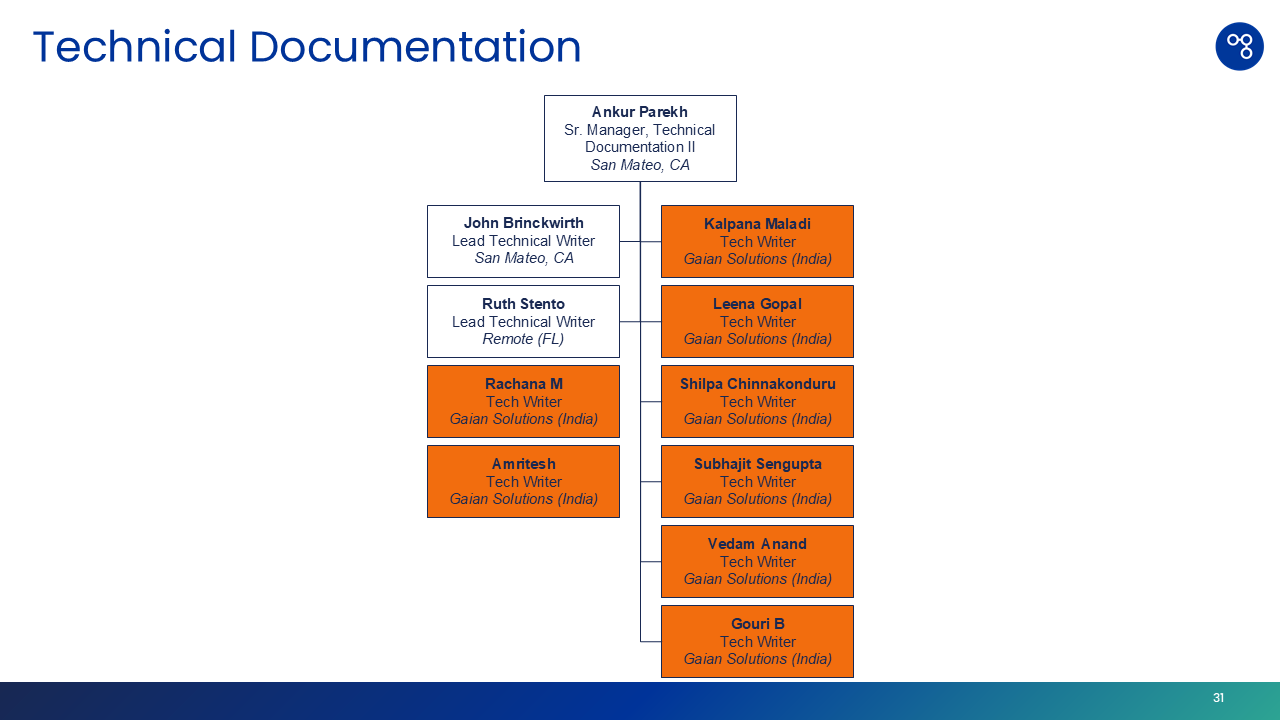 Technical Documentation
Ankur Parekh
Sr. Manager, Technical
Documentation II
San Mateo, CA
John Brinckwirth
Lead Technical Writer
San Mateo, CA
Kalpana Maladi
Tech Writer
Gaian Solutions (India)
Ruth Stento
Lead Technical Writer
Remote (FL)
Leena Gopal
Tech Writer
Gaian Solutions (India)
Rachana M
Tech Writer
Gaian Solutions (India)
Shilpa Chinnakonduru
Tech Writer
Gaian Solutions (India)
Amritesh
Tech Writer
Gaian Solutions (India)
Subhajit Sengupta
Tech Writer
Gaian Solutions (India)
Vedam Anand
Tech Writer
Gaian Solutions (India)
Gouri B
Tech Writer
Gaian Solutions (India)
31